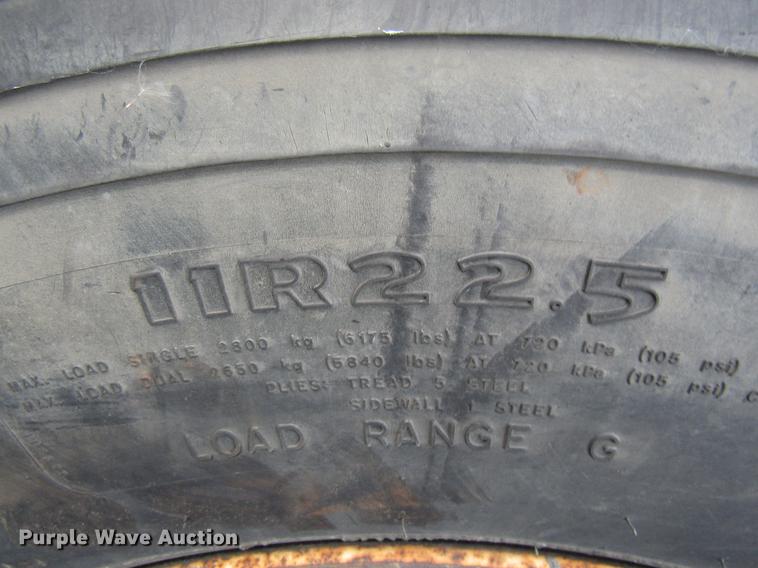 11R22.5
MAX. LOAD SINGLE 2800 kg (6175 lbs) AT 720 kPa (105 psi)
MAX. LOAD DUAL 2650 kg (5840 lbs) AT 720 kPa (105 psi) C
PLIES: TREAD 5 STEEL
SIDEWALL 1 STEEL
LOAD RANGE G
Purple Wave Auction